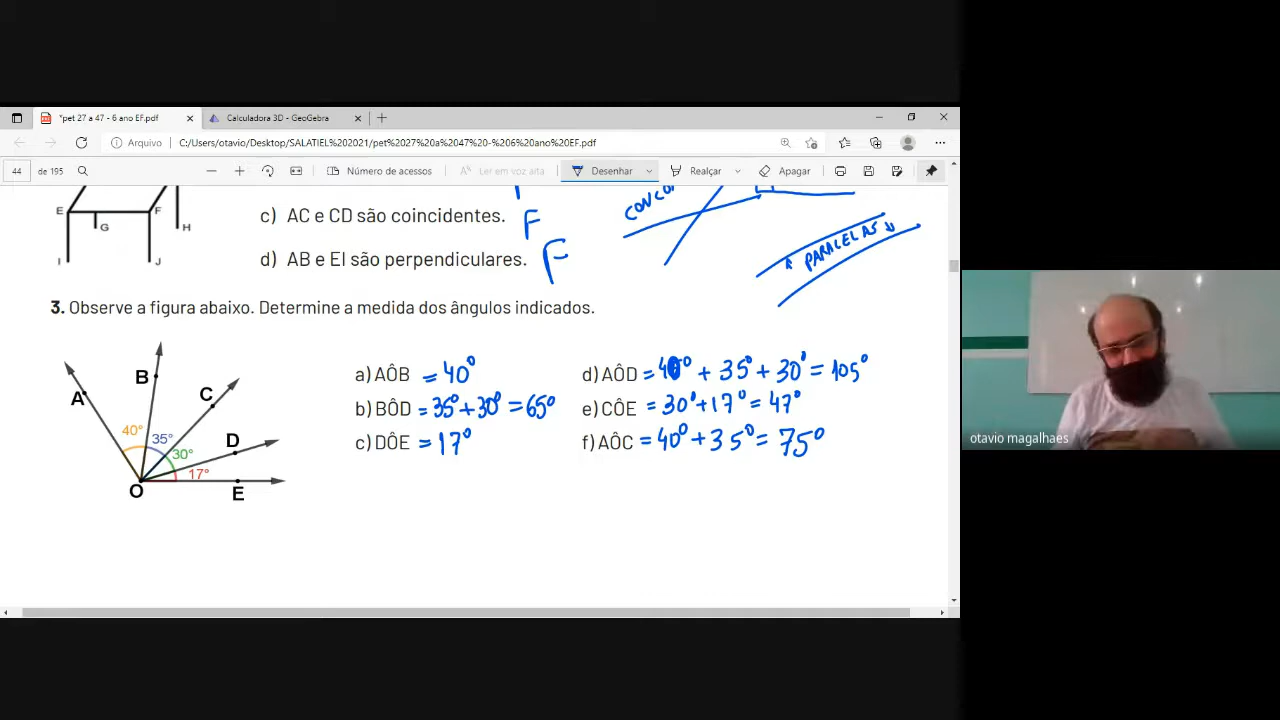 *pet 27 a 47 - 6 ano EF.pdf
Calculadora 3D - GeoGebra
Arquivo
C:/Users/otavio/Desktop/SALATIEL%202021/pet%2027%20a%2047%20-%206%20ano%20EF.pdf
44 de 195
Número de acessos
Ler em voz alta
Desenhar
Realçar
Apagar
E F G H I J
c) AC e CD são coincidentes. F
d) AB e EI são perpendiculares. F
PARALELAS
3. Observe a figura abaixo. Determine a medida dos ângulos indicados.
A B C D E O
40° 35° 30° 17°
a) AÔB = 40°
b) BÔD = 35° + 30° = 65°
c) DÔE = 17°
d) AÔD = 40° + 35° + 30° = 105°
e) CÔE = 30° + 17° = 47°
f) AÔC = 40° + 35° = 75°
otavio magalhaes